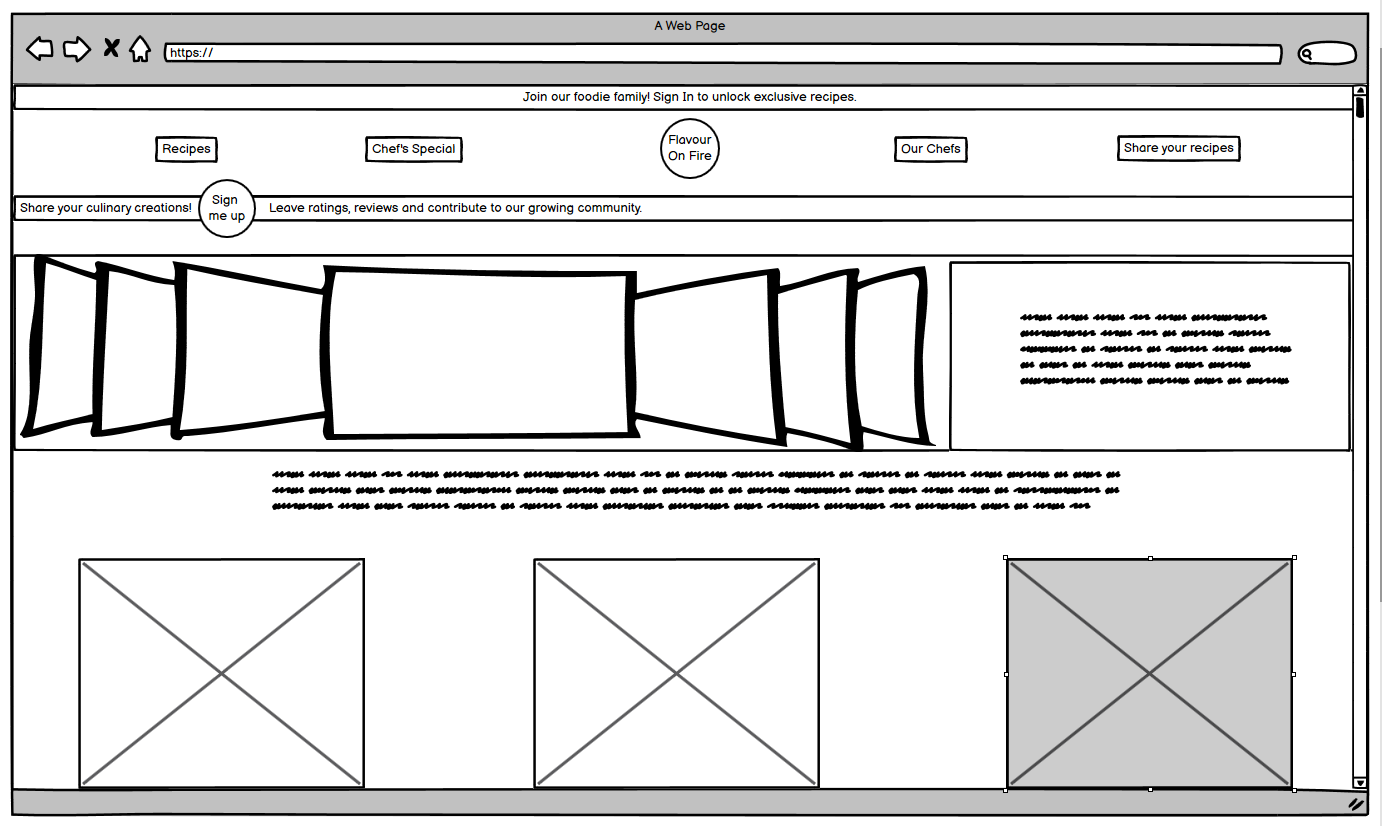 A Web Page
https://
Join our foodie family! Sign In to unlock exclusive recipes.
Recipes
Chef's Special
Flavour
On Fire
Our Chefs
Share your recipes
Share your culinary creations!
Sign
me up
Leave ratings, reviews and contribute to our growing community.